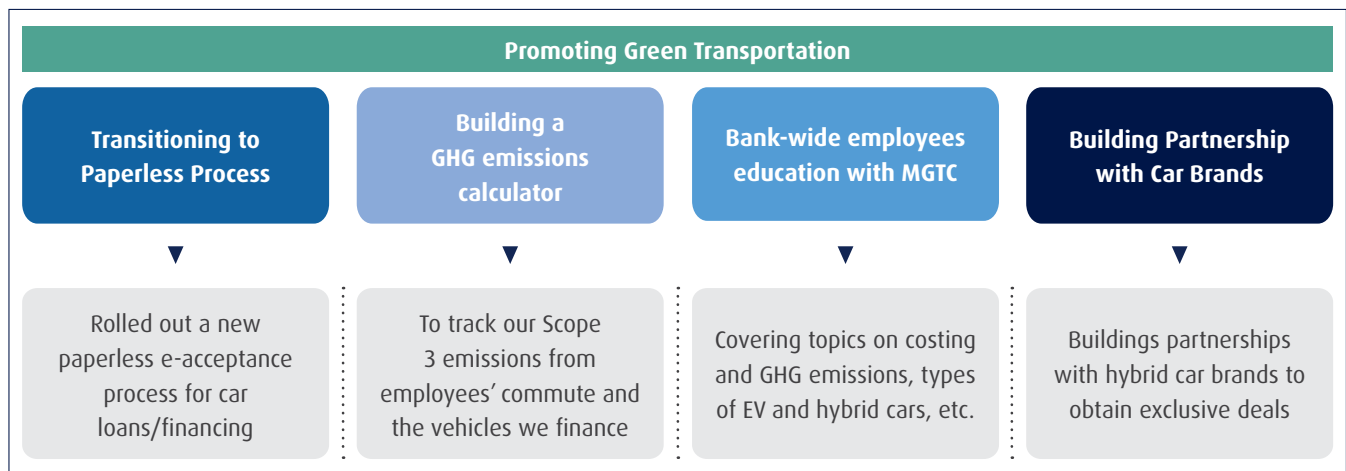 Promoting Green Transportation
Transitioning to
Paperless Process
Building a
GHG emissions
calculator
Bank-wide employees
education with MGTC
Building Partnership
with Car Brands
Rolled out a new
paperless e-acceptance
process for car
loans/financing
To track our Scope
3 emissions from
employees’ commute and
the vehicles we finance
Covering topics on costing
and GHG emissions, types
of EV and hybrid cars, etc.
Buildings partnerships
with hybrid car brands to
obtain exclusive deals